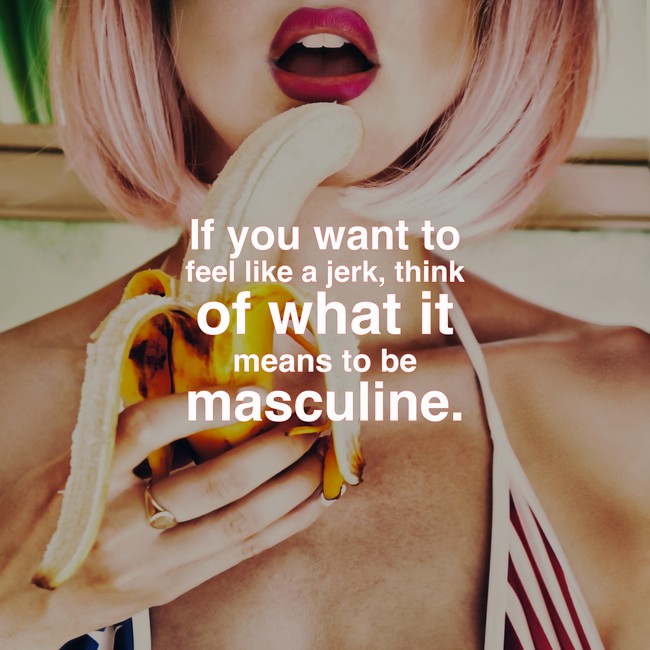 If you want to
feel like a jerk, think
of what it
means to be
masculine.